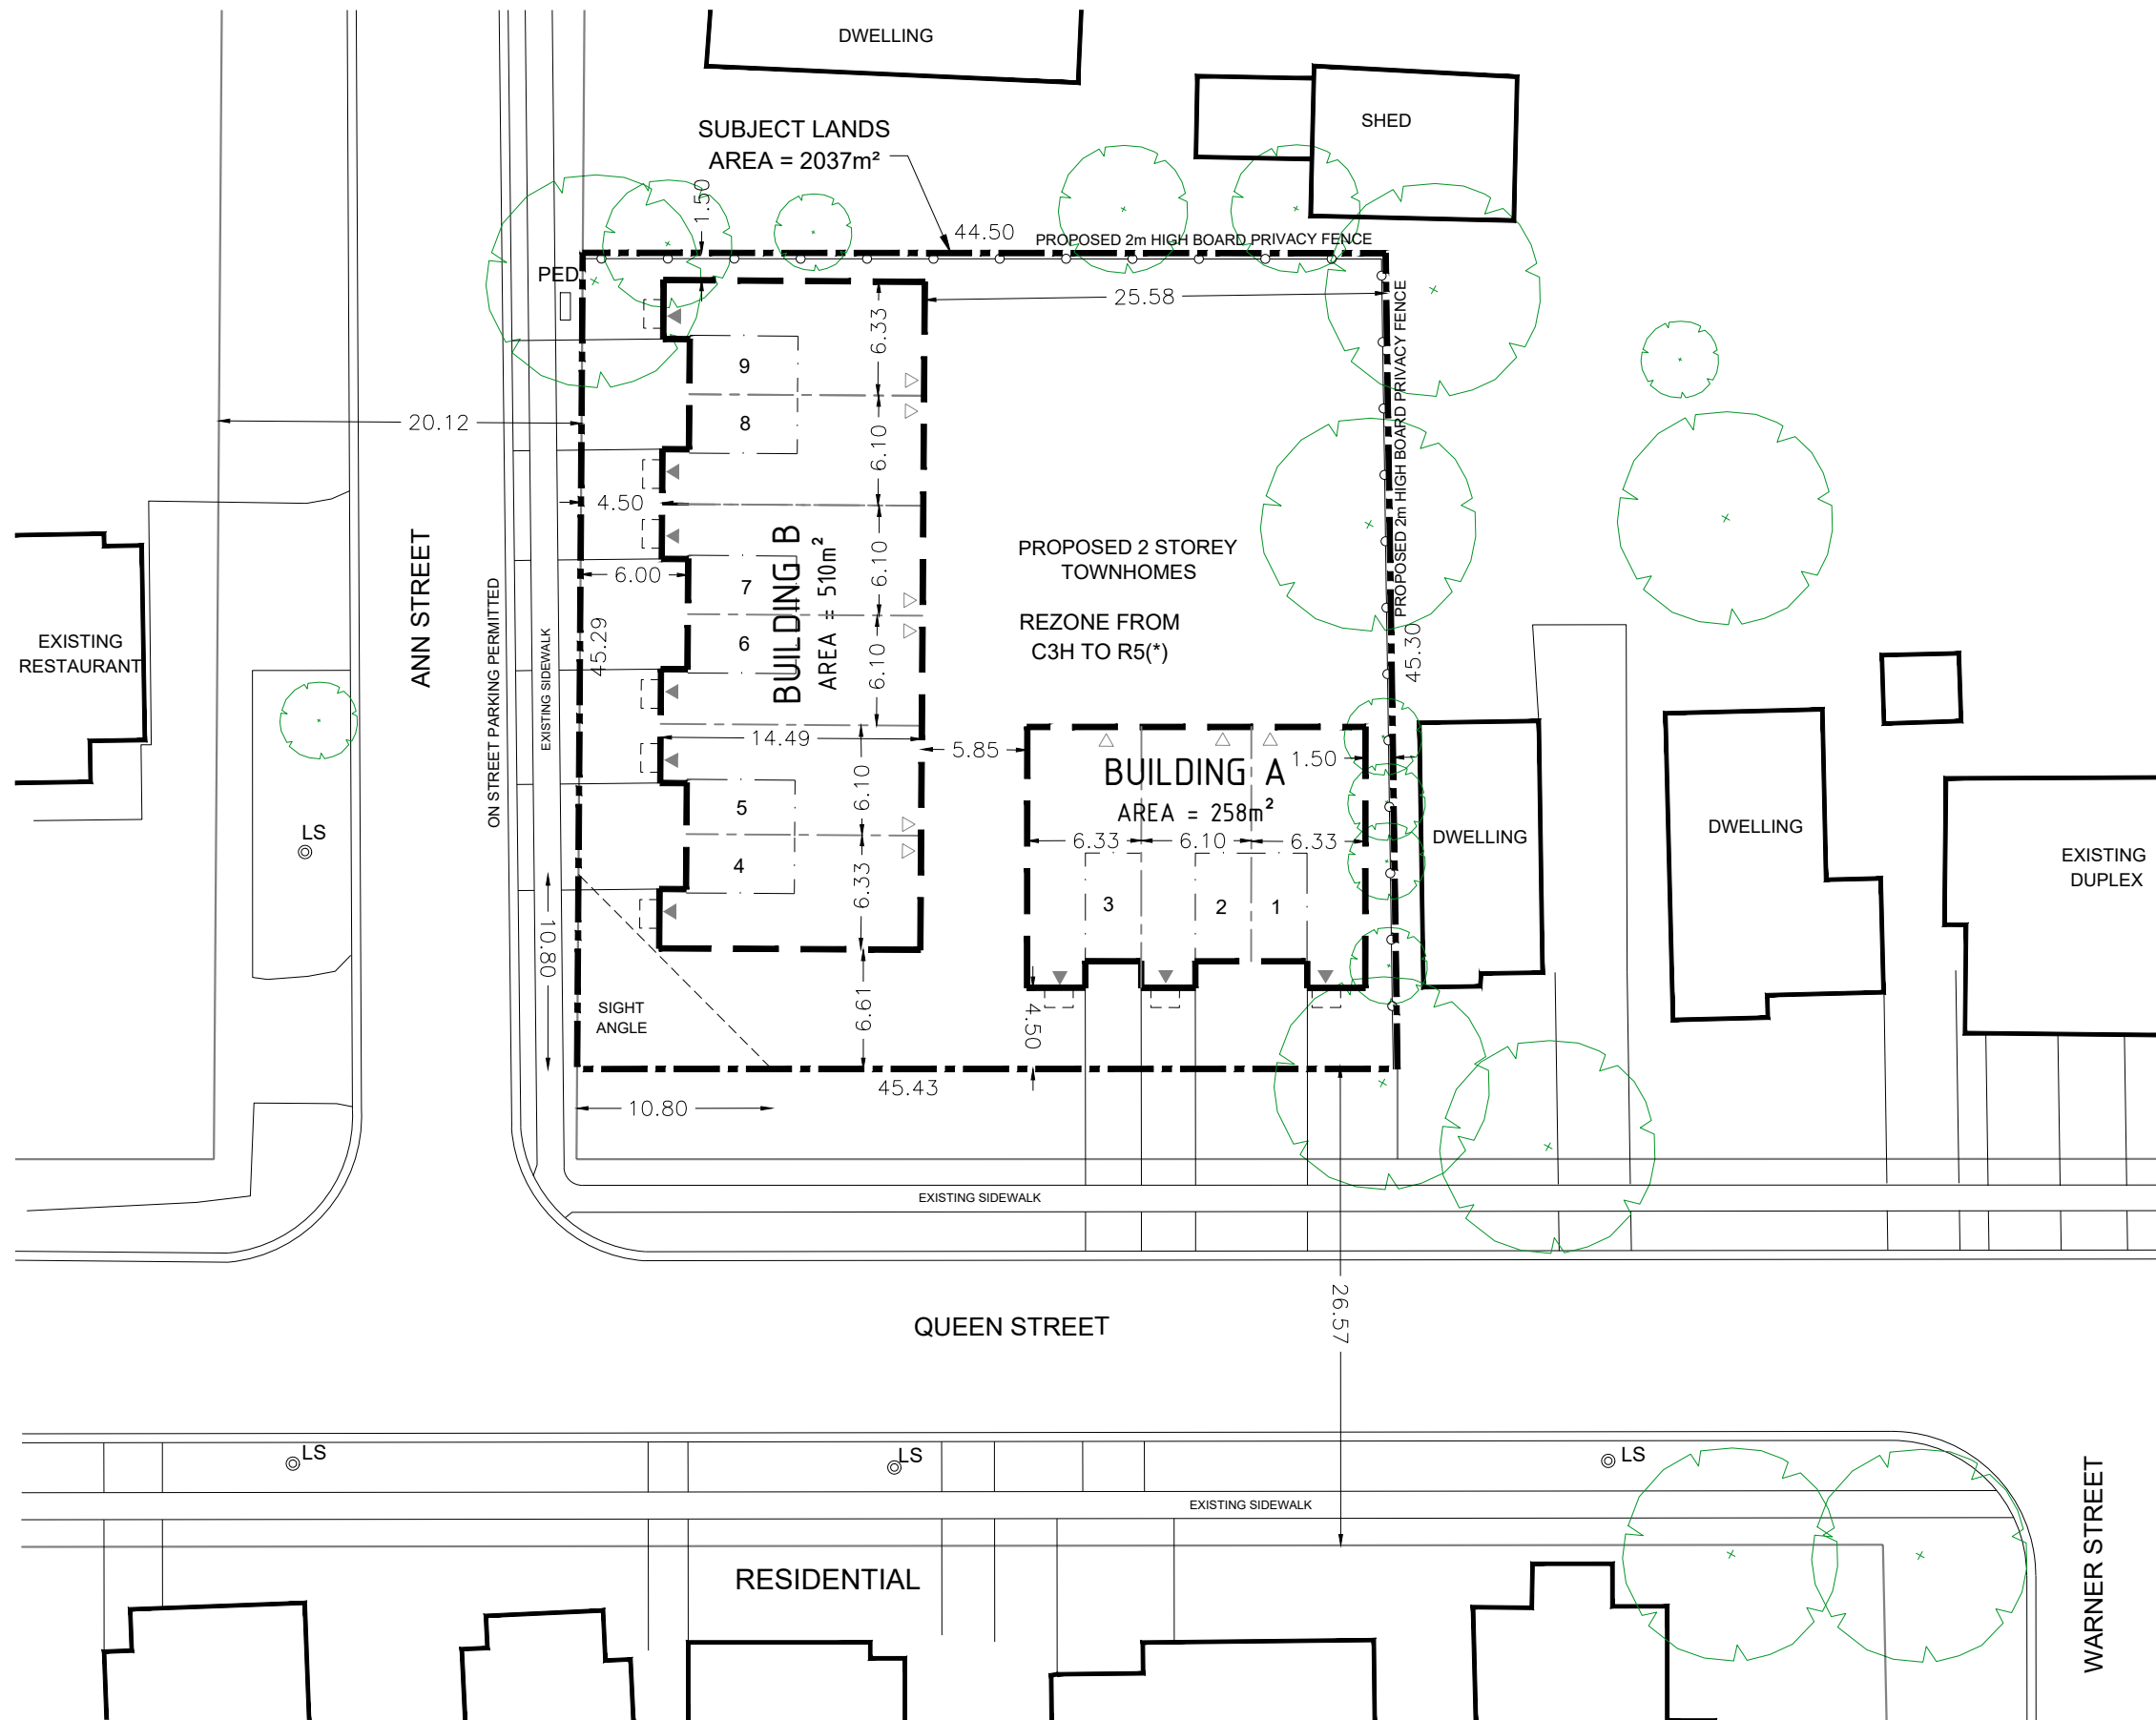 DWELLING
SHED
SUBJECT LANDS
AREA = 2037m²
1.50
44.50
PROPOSED 2m HIGH BOARD PRIVACY FENCE
PED
25.58
PROPOSED 2m HIGH BOARD PRIVACY FENCE
6.33
9
20.12
8
6.10
4.50
ANN STREET
BUILDING B
AREA = 510m²
6.10
PROPOSED 2 STOREY
TOWNHOMES
6.00
7
REZONE FROM
C3H TO R5(*)
EXISTING
RESTAURANT
ON STREET PARKING PERMITTED
EXISTING SIDEWALK
45.29
6
6.10
45.30
14.49
5.85
1.50
BUILDING A
AREA = 258m²
6.10
5
6.33
6.10
6.33
DWELLING
DWELLING
EXISTING
DUPLEX
LS
4
6.33
3
2
1
10.80
SIGHT
ANGLE
6.61
4.50
45.43
10.80
EXISTING SIDEWALK
26.57
QUEEN STREET
LS
LS
LS
EXISTING SIDEWALK
RESIDENTIAL
WARNER STREET